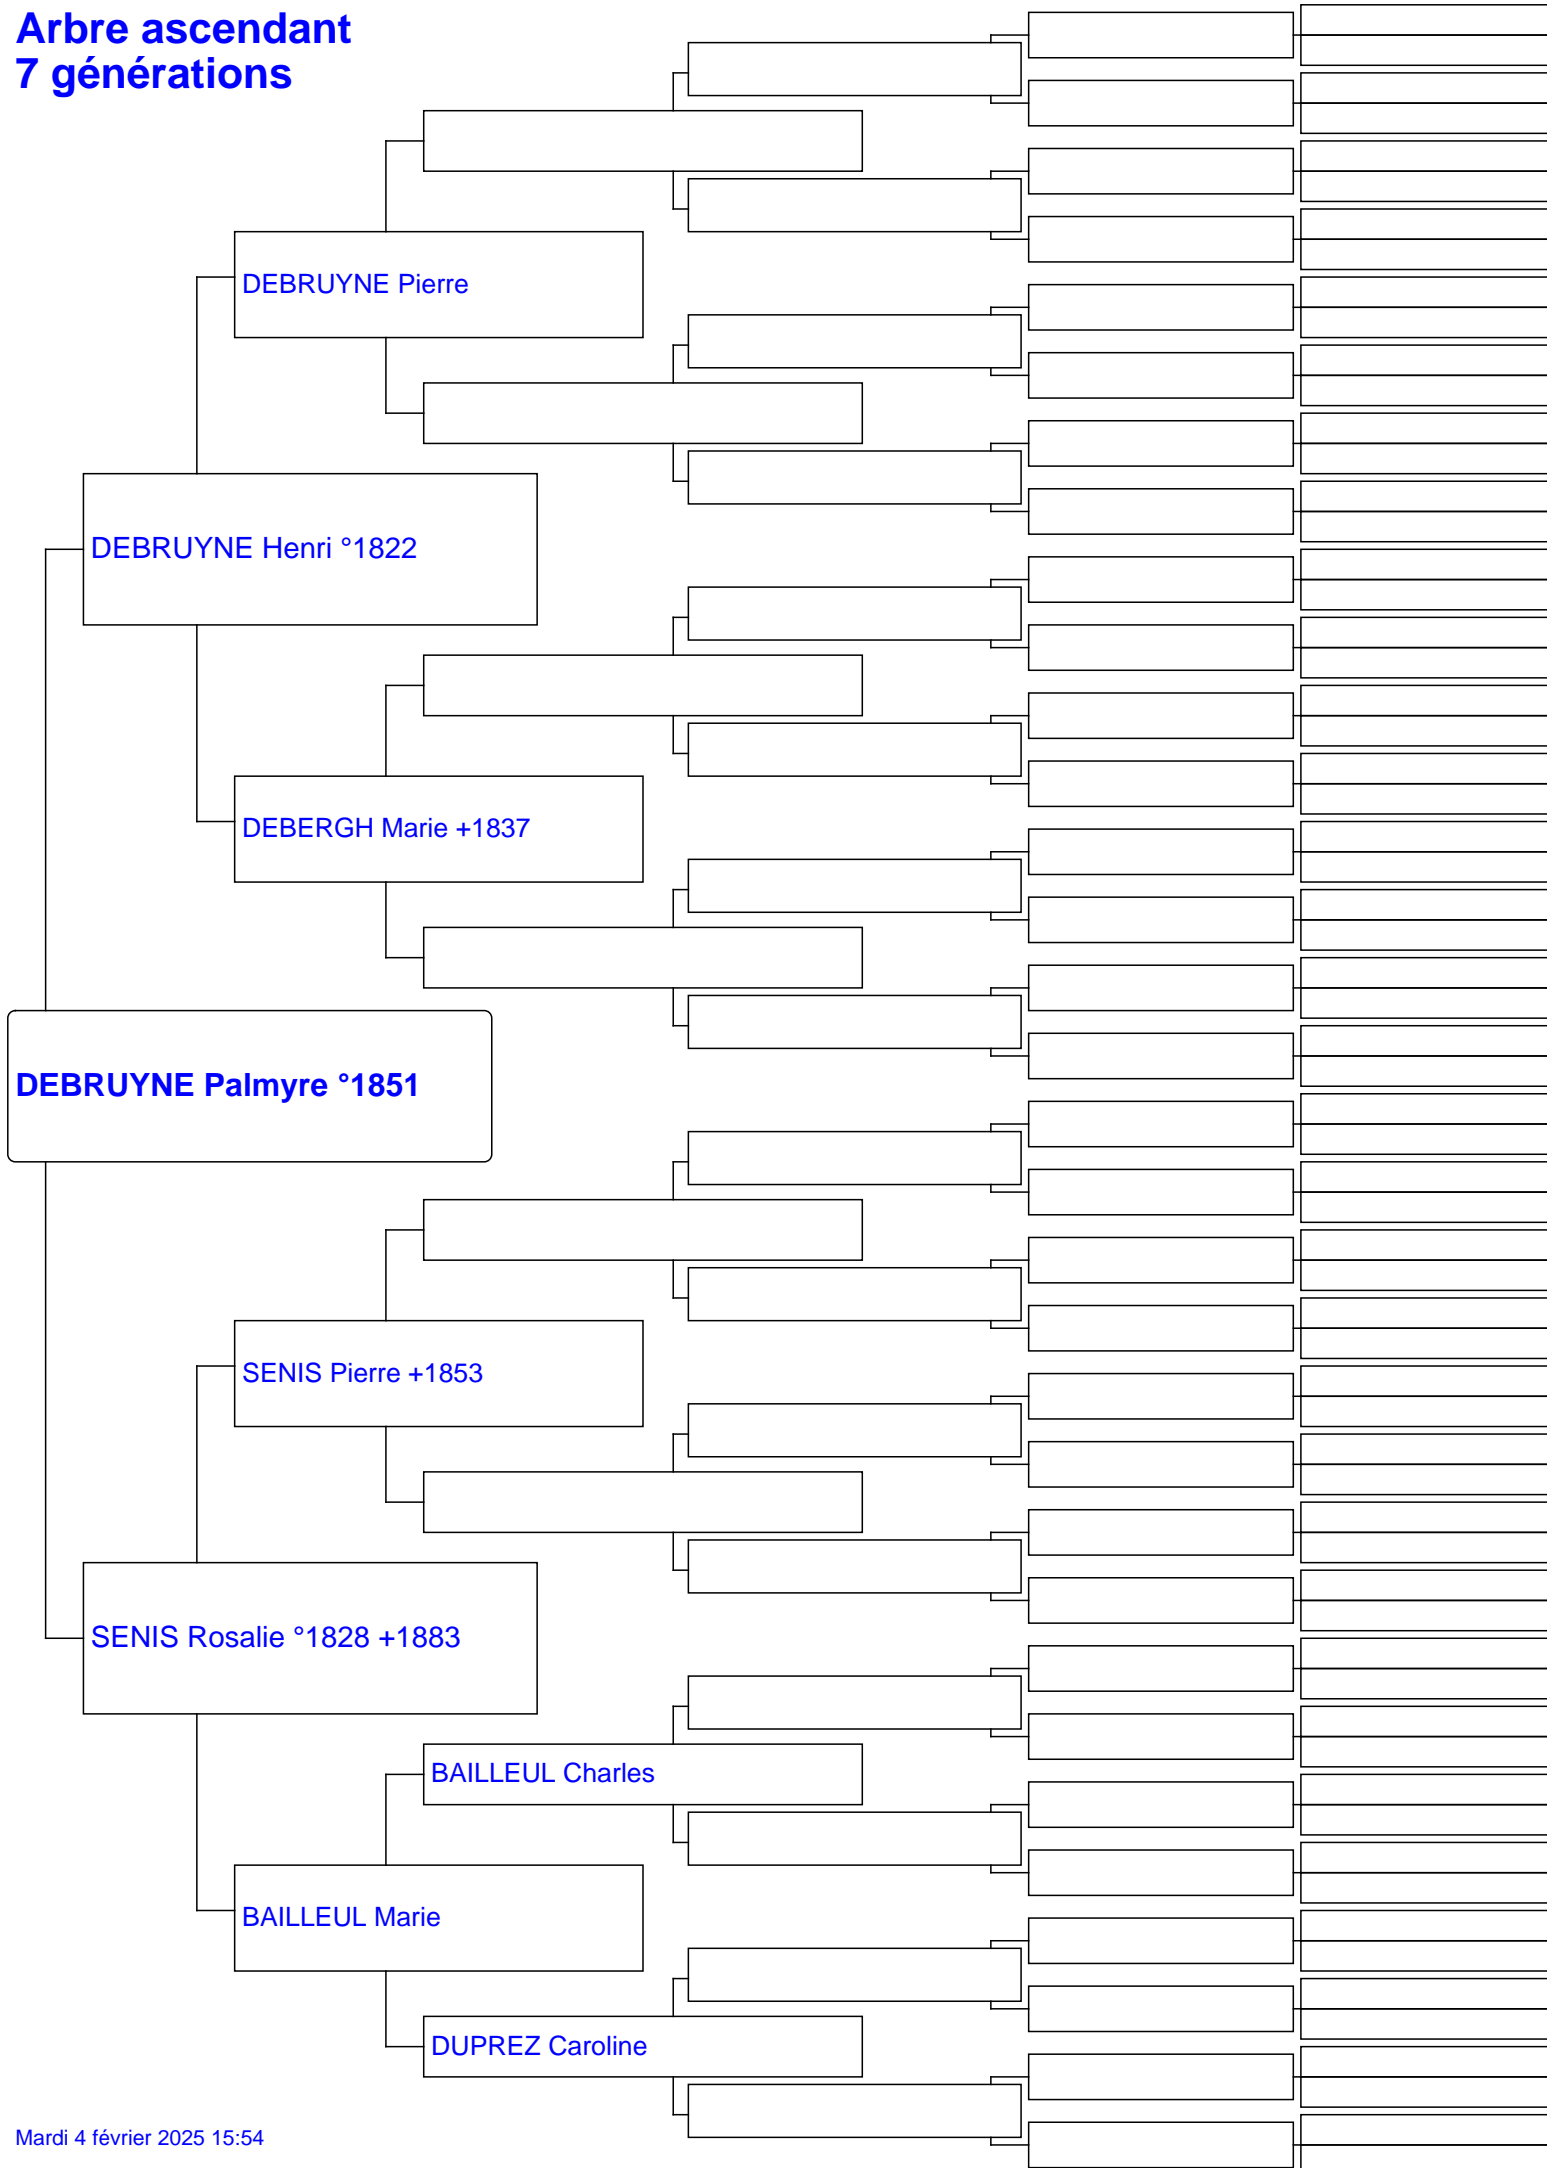 Arbre ascendant
7 générations
DEBRUYNE Pierre
DEBRUYNE Henri °1822
DEBERGH Marie +1837
DEBRUYNE Palmyre °1851
SENIS Pierre +1853
SENIS Rosalie °1828 +1883
BAILLEUL Charles
BAILLEUL Marie
DUPREZ Caroline
Mardi 4 février 2025 15:54